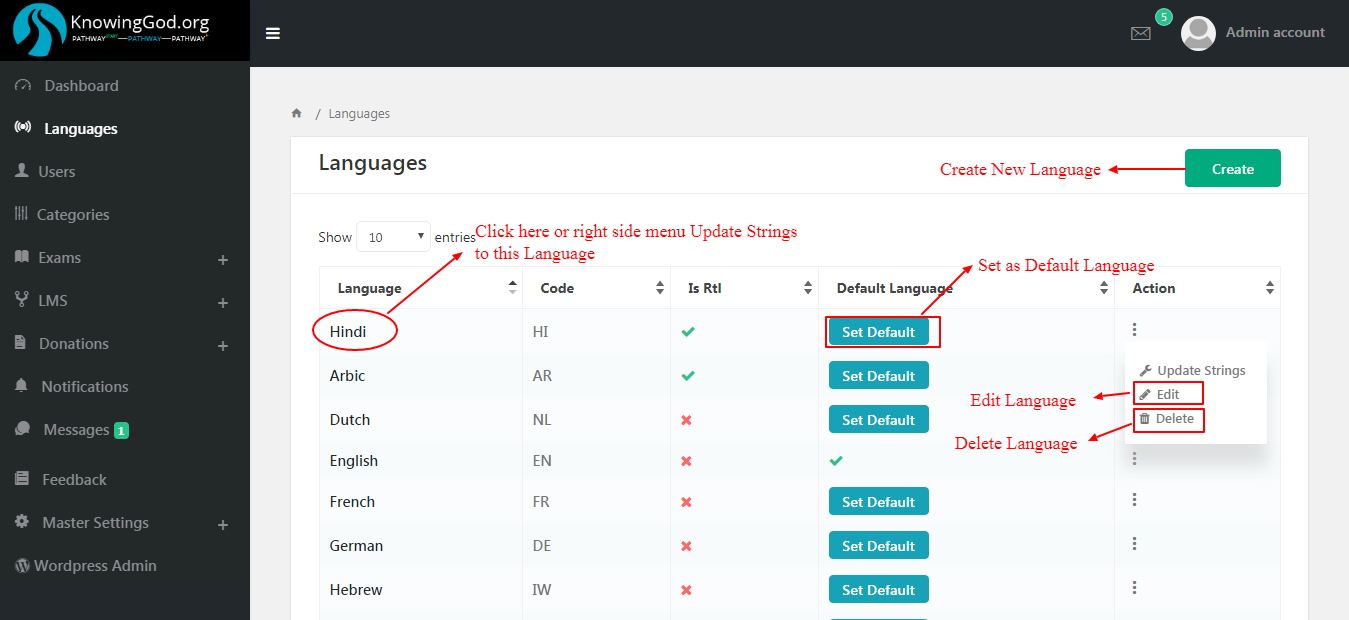 KnowingGod.org
PATHWAYSTART—PATHWAY—PATHWAY+
5
Admin account
Dashboard
Languages
Users
Categories
Exams +
LMS +
Donations +
Notifications
Messages 1
Feedback
Master Settings +
Wordpress Admin
/ Languages
Languages
Create New Language
Create
Show 10 entries
Click here or right side menu Update Strings
to this Language
Set as Default Language
Language Code Is Rtl Default Language Action
Hindi HI Set Default
Update Strings
Arbic AR Set Default
Edit Language
Edit
Dutch NL Set Default
Delete
Delete Language
English EN
French FR Set Default
German DE Set Default
Hebrew IW Set Default